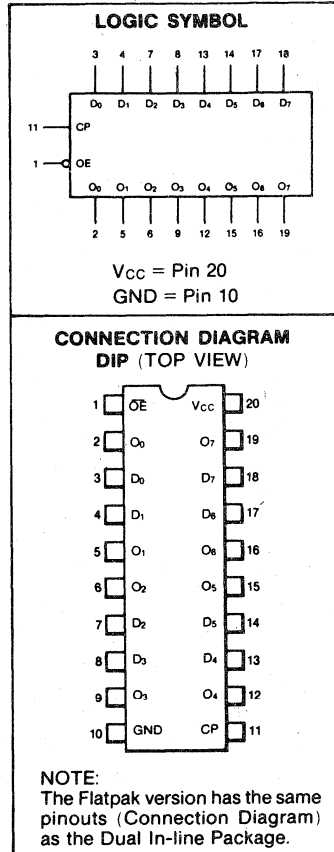 LOGIC SYMBOL
3 4 7 8 13 14 17 18
D0 D1 D2 D3 D4 D5 D6 D7
11 CP
1 OE
O0 O1 O2 O3 O4 O5 O6 O7
2 5 6 9 12 15 16 19
VCC = Pin 20
GND = Pin 10
CONNECTION DIAGRAM
DIP (TOP VIEW)
1 O̅E̅ VCC 20
2 O0 O7 19
3 D0 D7 18
4 D1 D6 17
5 O1 O6 16
6 O2 O5 15
7 D2 D5 14
8 D3 D4 13
9 O3 O4 12
10 GND CP 11
NOTE:
The Flatpak version has the same
pinouts (Connection Diagram)
as the Dual In-line Package.